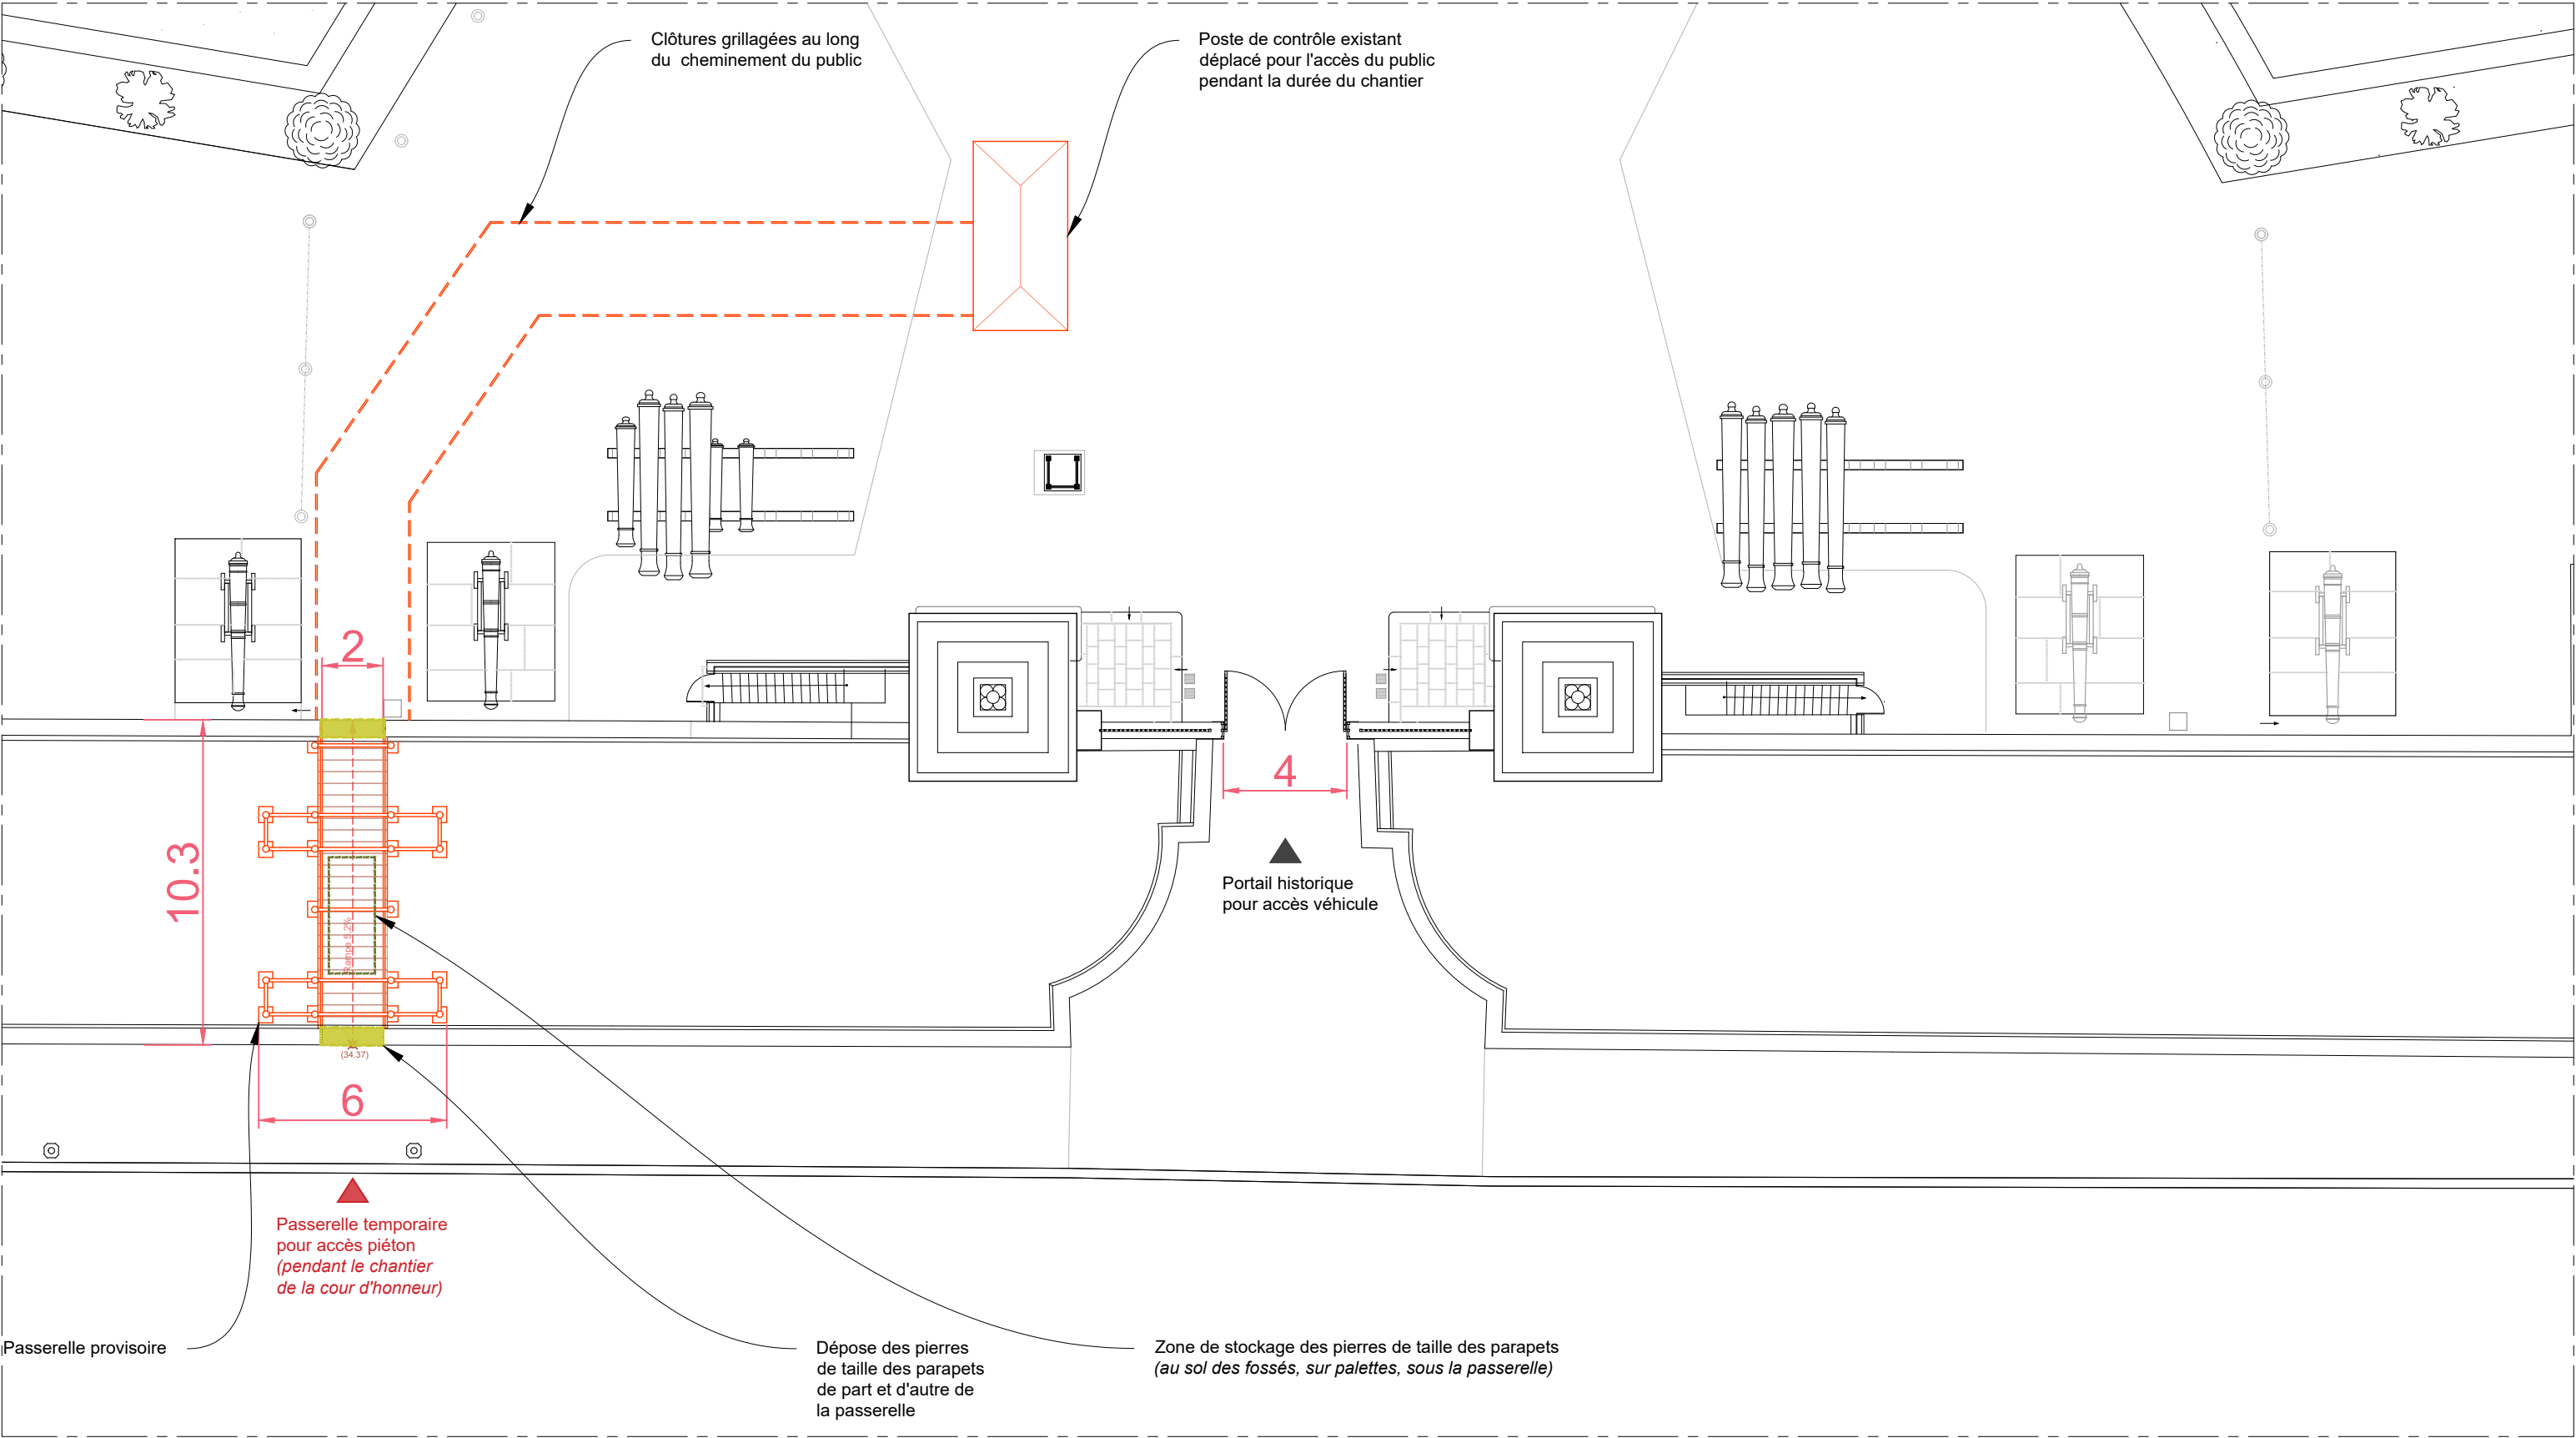 Clôtures grillagées au long
du cheminement du public
Poste de contrôle existant
déplacé pour l'accès du public
pendant la durée du chantier
2
4
10.3
Portail historique
pour accès véhicule
Rampe 5.2%
(34.37)
6
Passerelle temporaire
pour accès piéton
(pendant le chantier
de la cour d'honneur)
Passerelle provisoire
Dépose des pierres
de taille des parapets
de part et d'autre de
la passerelle
Zone de stockage des pierres de taille des parapets
(au sol des fossés, sur palettes, sous la passerelle)